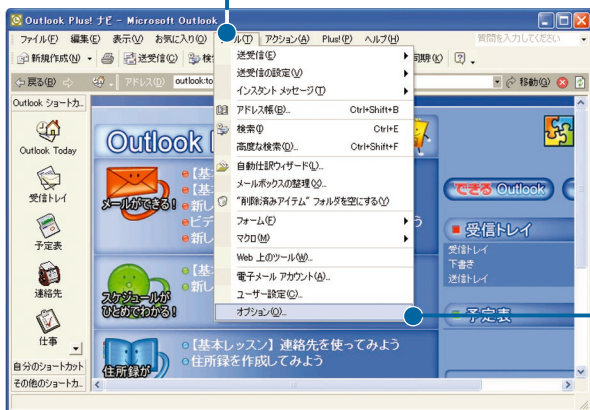 Outlook Plus! ナビ - Microsoft Outlook
ファイル(F) 編集(E) 表示(V) お気に入り(O) ツール(T) アクション(A) Plus!(P) ヘルプ(H)
質問を入力してください
新規作成(N) 送受信(C)
戻る(B) アドレス(D) outlook:to 移動(G)
Outlook ショートカ...
Outlook Today
受信トレイ
予定表
連絡先
仕事
自分のショートカット
その他のショートカ...
送受信(E)
送受信の設定(V)
インスタント メッセージ(T)
アドレス帳(B)... Ctrl+Shift+B
検索(I) Ctrl+E
高度な検索(D)... Ctrl+Shift+F
自動仕訳ウィザード(L)...
メールボックスの整理(X)...
"削除済みアイテム" フォルダを空にする(Y)
フォーム(F)
マクロ(M)
Web 上のツール(W)...
電子メール アカウント(A)...
ユーザー設定(C)...
オプション(O)...
Outlook
メールができる!
スケジュールが
ひとめでわかる!
住所録が
【基本レッスン】連絡先を使ってみよう
住所録を作成してみよう
できる Outlook
受信トレイ
受信トレイ
下書き
送信トレイ
予定表